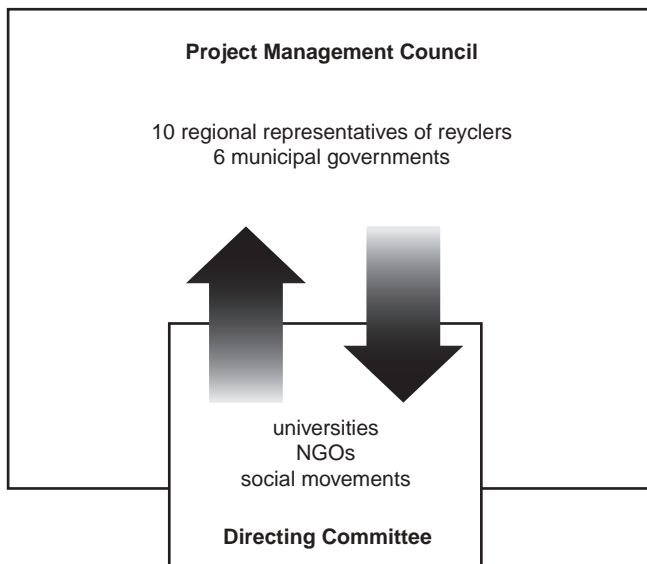 Project Management Council
10 regional representatives of reyclers
6 municipal governments
universities
NGOs
social movements
Directing Committee